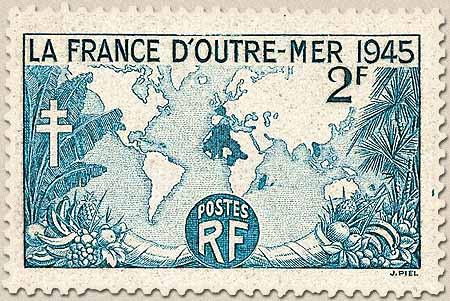 LA FRANCE D'OUTRE-MER 1945
2F
POSTES
RF
J.PIEL